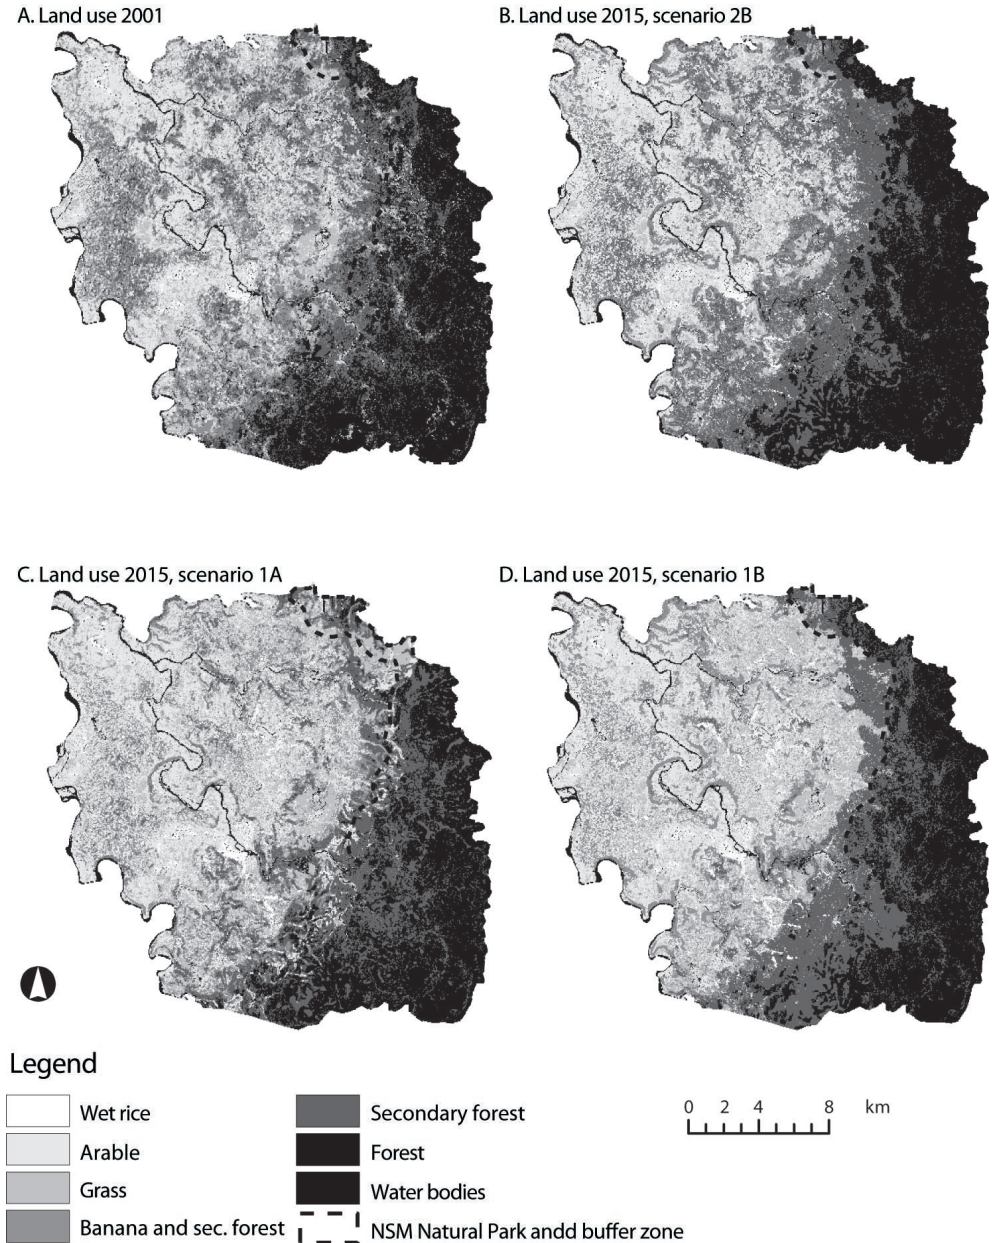 A. Land use 2001
B. Land use 2015, scenario 2B
C. Land use 2015, scenario 1A
D. Land use 2015, scenario 1B
Legend
Wet rice
Arable
Grass
Banana and sec. forest
Secondary forest
Forest
Water bodies
NSM Natural Park andd buffer zone
0 2 4 8 km